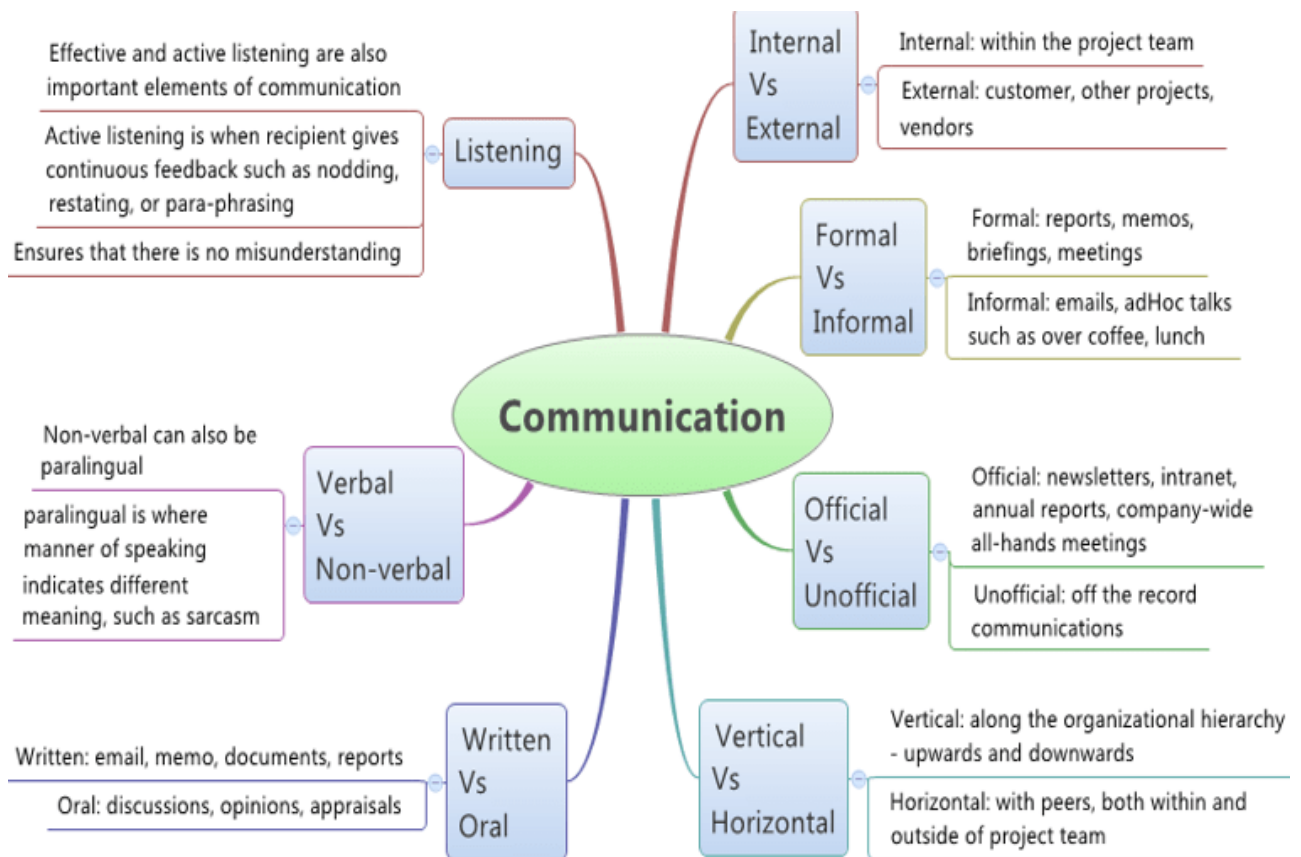 Communication
Internal
Vs
External
Internal: within the project team
External: customer, other projects,
vendors
Formal
Vs
Informal
Formal: reports, memos,
briefings, meetings
Informal: emails, adHoc talks
such as over coffee, lunch
Official
Vs
Unofficial
Official: newsletters, intranet,
annual reports, company-wide
all-hands meetings
Unofficial: off the record
communications
Vertical
Vs
Horizontal
Vertical: along the organizational hierarchy
- upwards and downwards
Horizontal: with peers, both within and
outside of project team
Listening
Effective and active listening are also
important elements of communication
Active listening is when recipient gives
continuous feedback such as nodding,
restating, or para-phrasing
Ensures that there is no misunderstanding
Verbal
Vs
Non-verbal
Non-verbal can also be
paralingual
paralingual is where
manner of speaking
indicates different
meaning, such as sarcasm
Written
Vs
Oral
Written: email, memo, documents, reports
Oral: discussions, opinions, appraisals